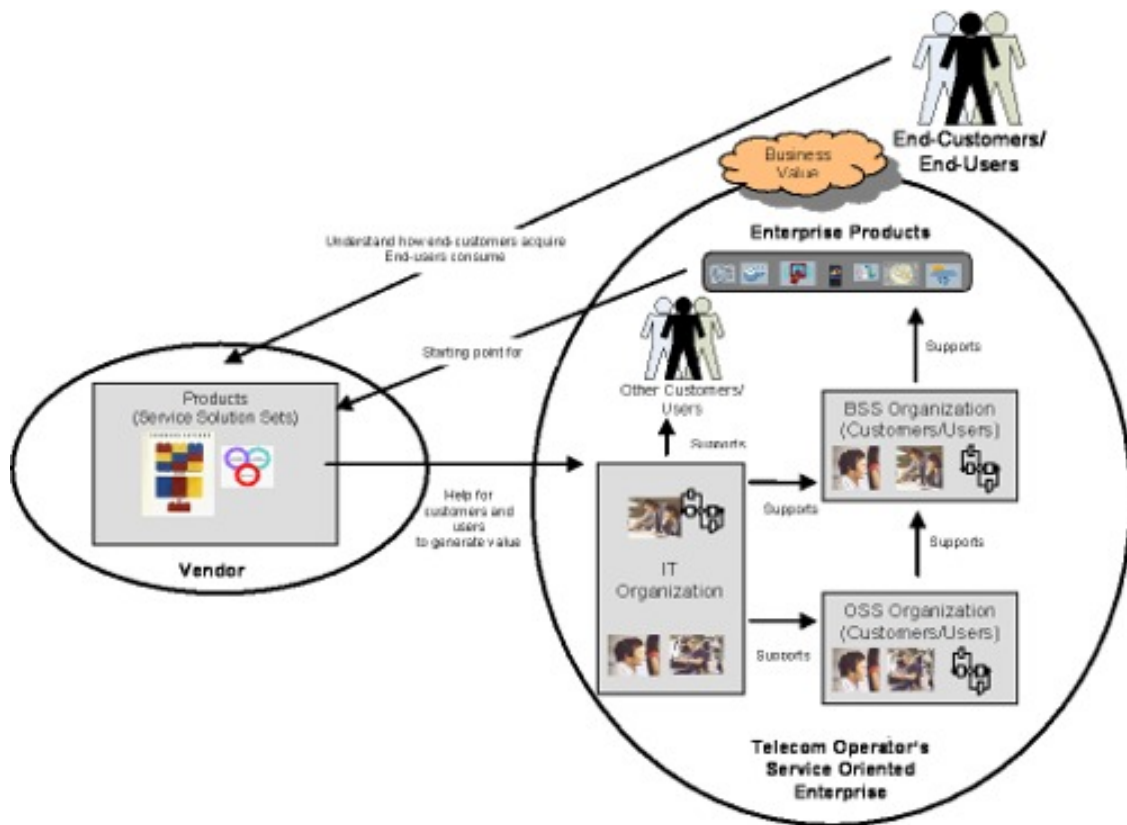 End-Customers/
End-Users
Business
Value
Enterprise Products
Understand how end-customers acquire
End-users consume
Starting point for
Other Customers/
Users
Supports
Supports
Products
(Service Solution Sets)
BSS Organization
(Customers/Users)
Help for
customers and
users
to generate value
Vendor
Supports
Supports
IT
Organization
OSS Organization
(Customers/Users)
Supports
Telecom Operator's
Service Oriented
Enterprise